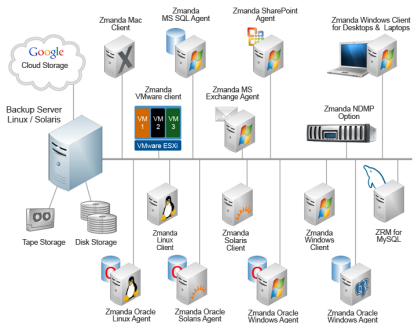 Zmanda Mac
Client
Zmanda
MS SQL Agent
Zmanda SharePoint
Agent
Zmanda Windows Client
for Desktops & Laptops
Google
Cloud Storage
Backup Server
Linux / Solaris
Zmanda
VMware client
VM
1
VM
2
VM
3
VMware ESXi
Zmanda MS
Exchange Agent
Zmanda NDMP
Option
Tape Storage
Disk Storage
Zmanda
Linux
Client
Zmanda
Solaris
Client
Zmanda
Windows
Client
ZRM for
MySQL
Zmanda Oracle
Linux Agent
Zmanda Oracle
Solaris Agent
Zmanda Oracle
Windows Agent
Zmanda Oracle
Windows Agent